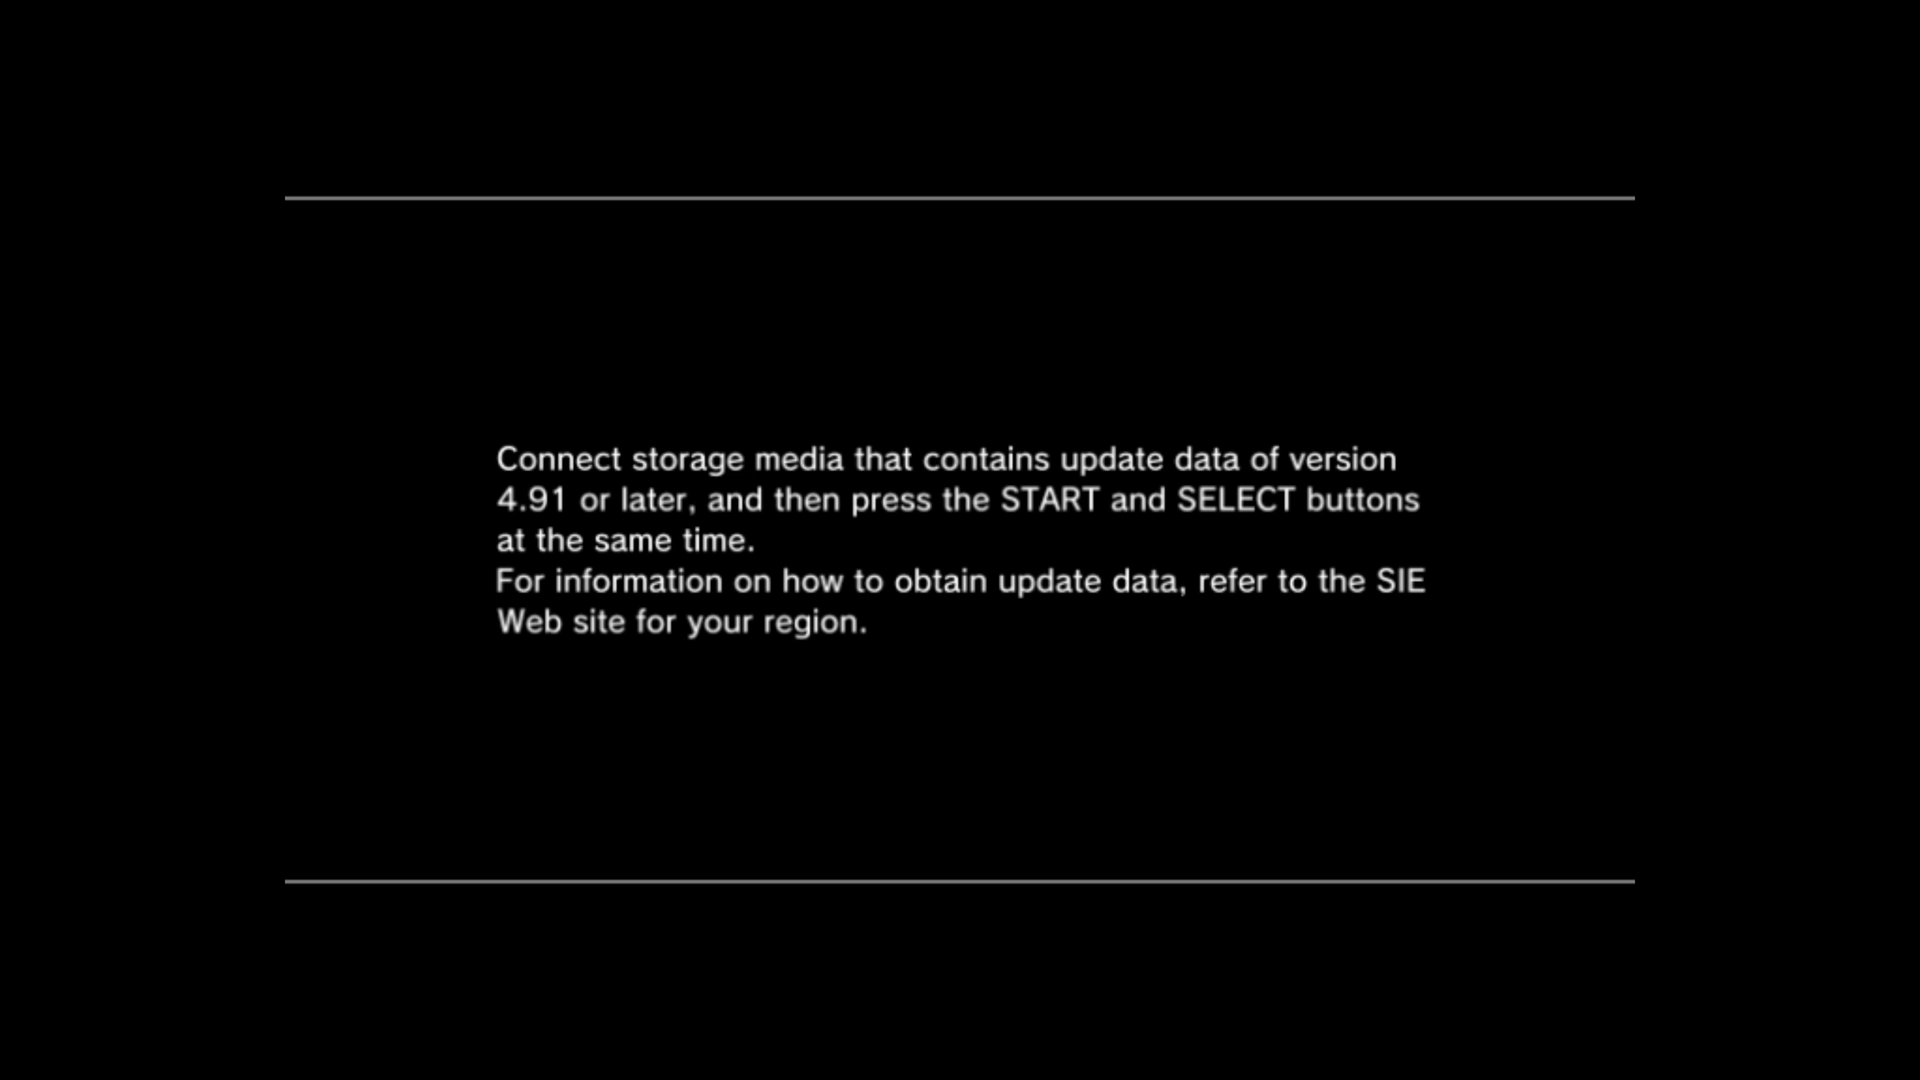 Connect storage media that contains update data of version
4.91 or later, and then press the START and SELECT buttons
at the same time.
For information on how to obtain update data, refer to the SIE
Web site for your region.